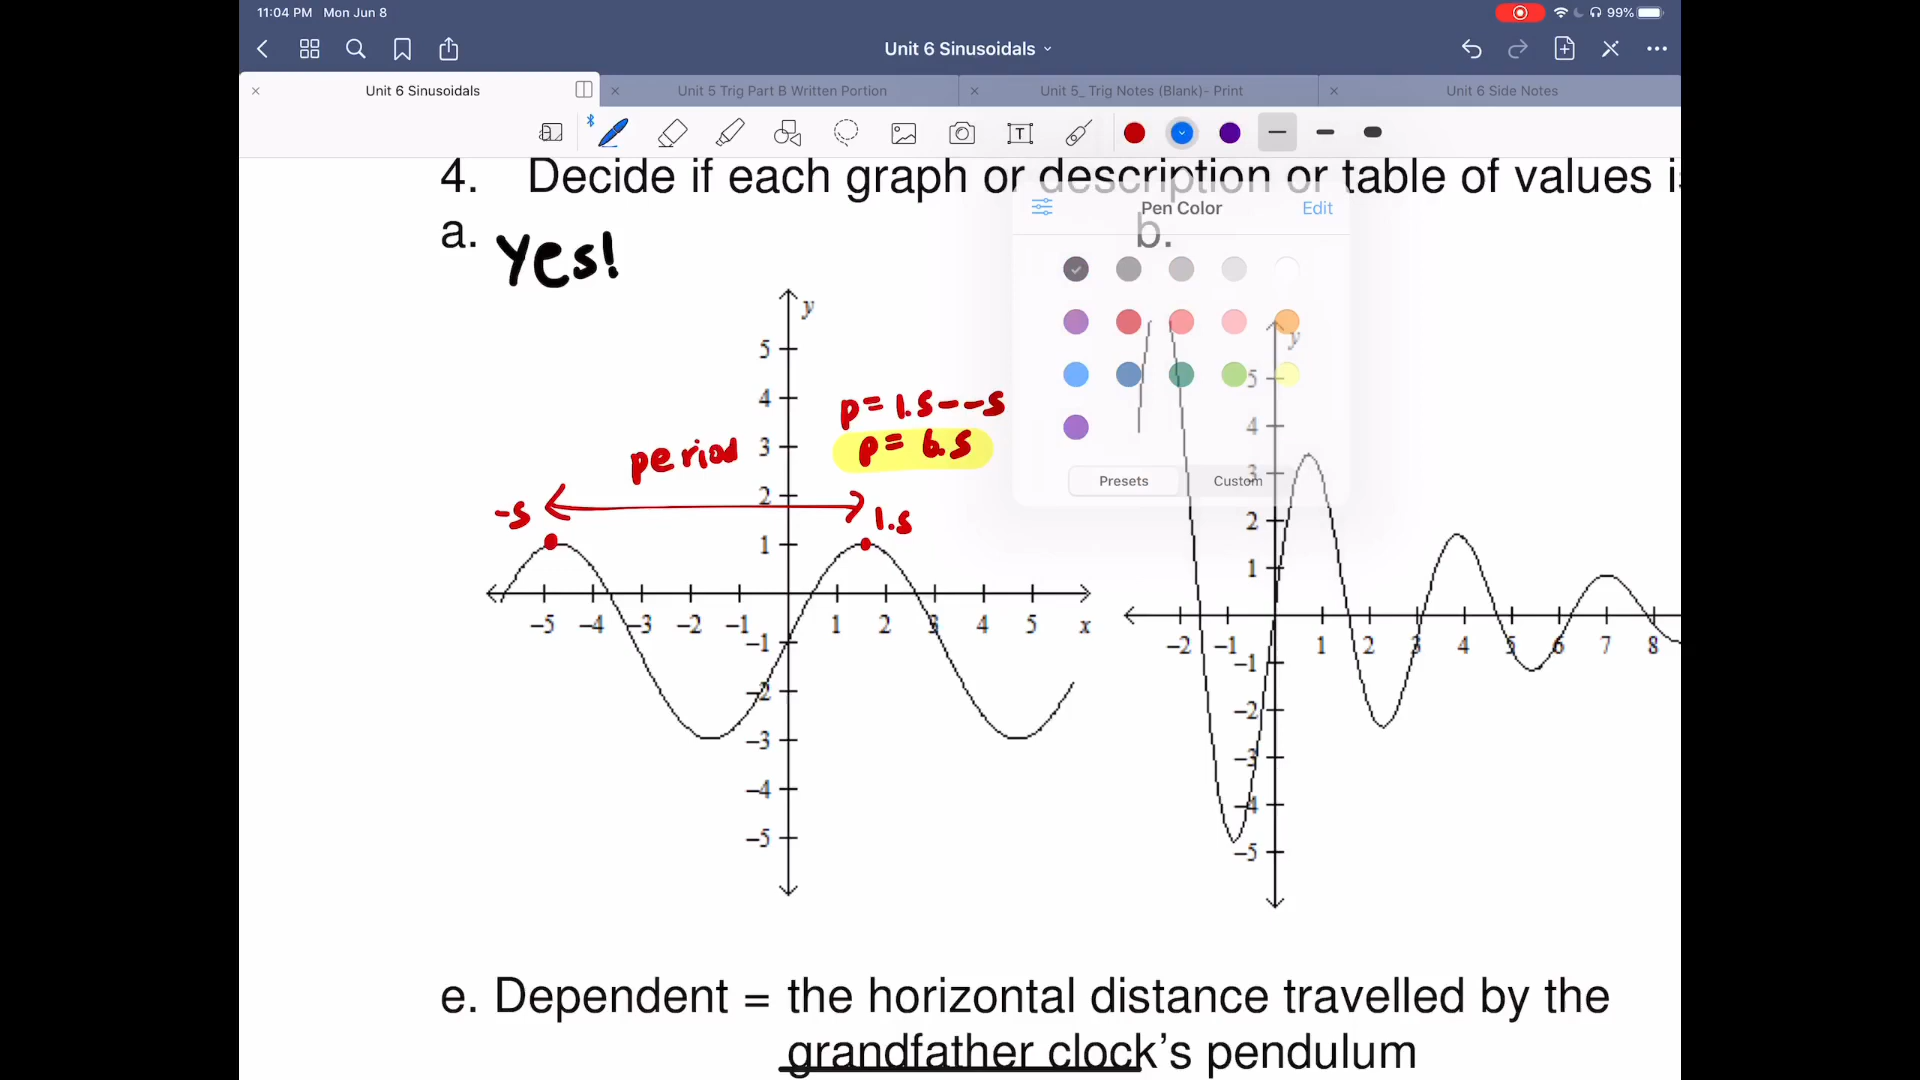 11:04 PM Mon Jun 8
99%
Unit 6 Sinusoidals
Unit 6 Sinusoidals
Unit 5 Trig Part B Written Portion
Unit 5_ Trig Notes (Blank)- Print
Unit 6 Side Notes
T
4. Decide if each graph or description or table of values is
Pen Color
Edit
a. Yes!
b.
y
5
4
3
2
1
-1
-2
-3
-4
-5
-5 -4 -3 -2 -1 1 2 3 4 5 x
period
p= 1.5--5
p= 6.5
-5
1.5
y
5
4
3
2
1
-1
-2
-3
-4
-5
-2 -1 1 2 3 4 5 6 7 8
Presets
Custom
e. Dependent = the horizontal distance travelled by the
grandfather clock’s pendulum